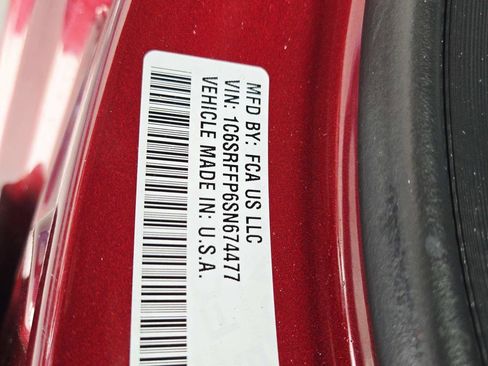 MFD BY: FCA US LLC
VIN: 1C6SRFFP6SN674477
VEHICLE MADE IN: U.S.A.